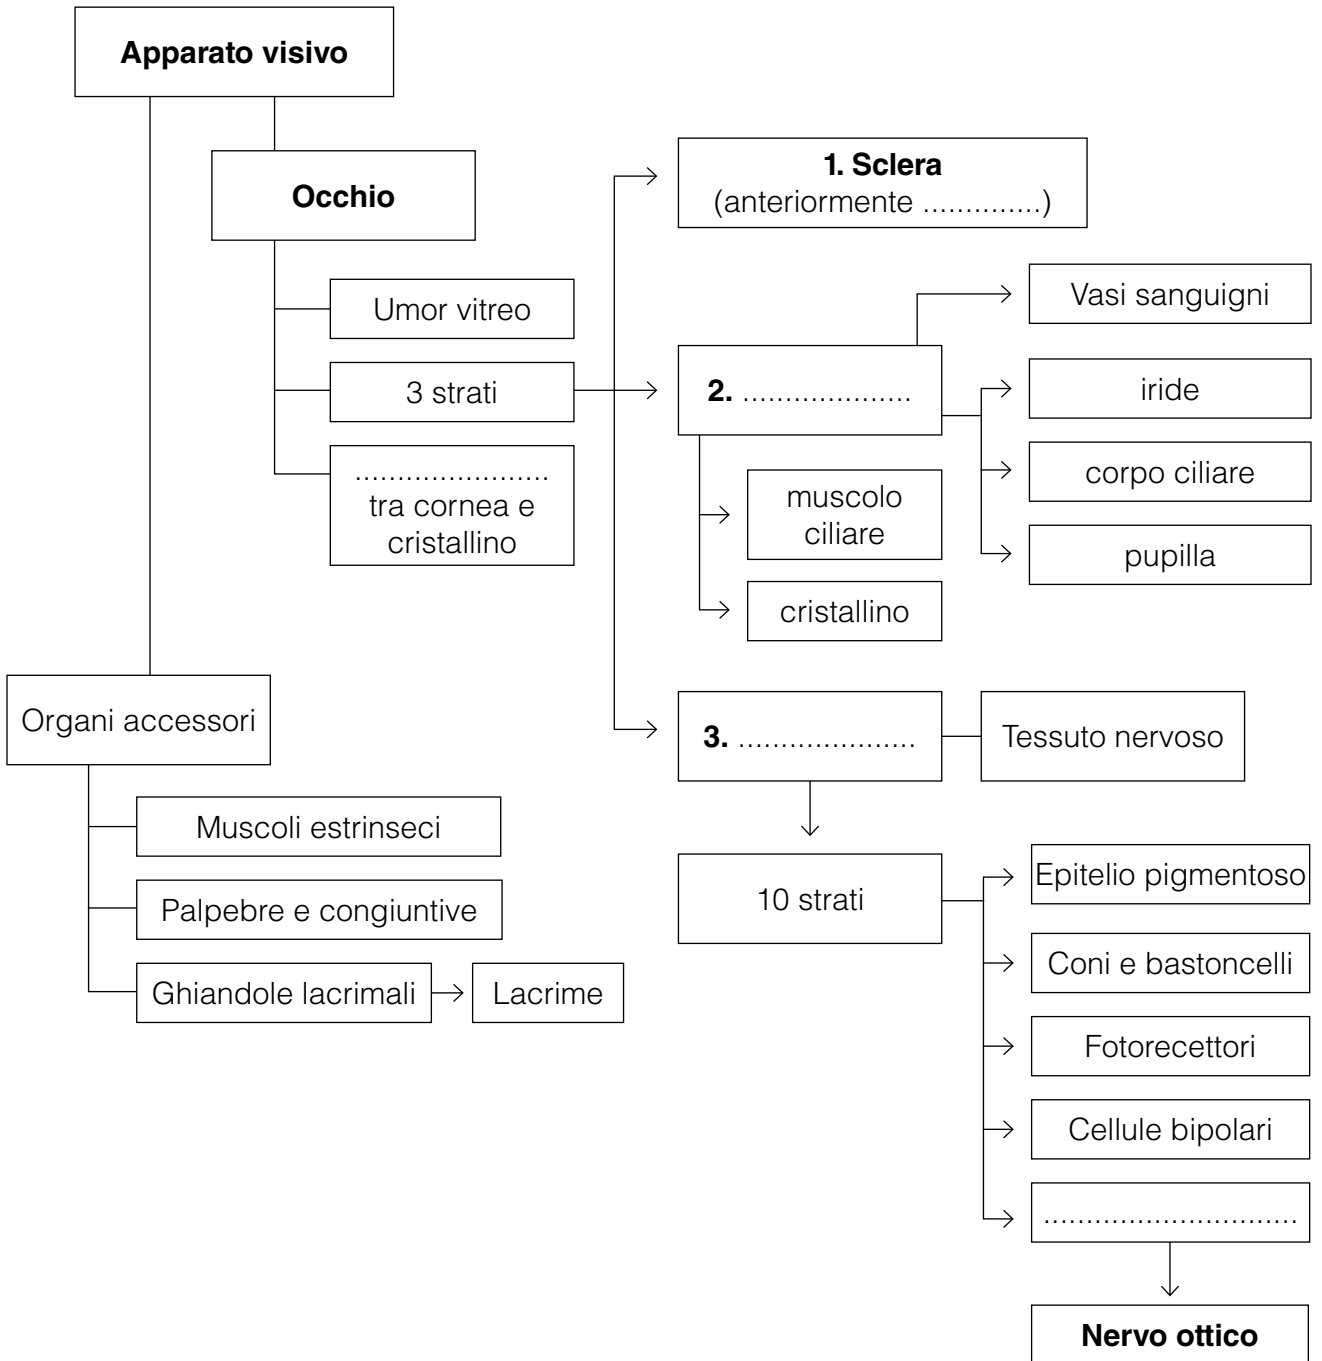 Apparato visivo
Occhio
Umor vitreo
3 strati
.......................
tra cornea e
cristallino
1. Sclera
(anteriormente ..............)
2. ....................
Vasi sanguigni
iride
corpo ciliare
pupilla
muscolo
ciliare
cristallino
3. .....................
Tessuto nervoso
10 strati
Epitelio pigmentoso
Coni e bastoncelli
Fotorecettori
Cellule bipolari
..............................
Nervo ottico
Organi accessori
Muscoli estrinseci
Palpebre e congiuntive
Ghiandole lacrimali
Lacrime